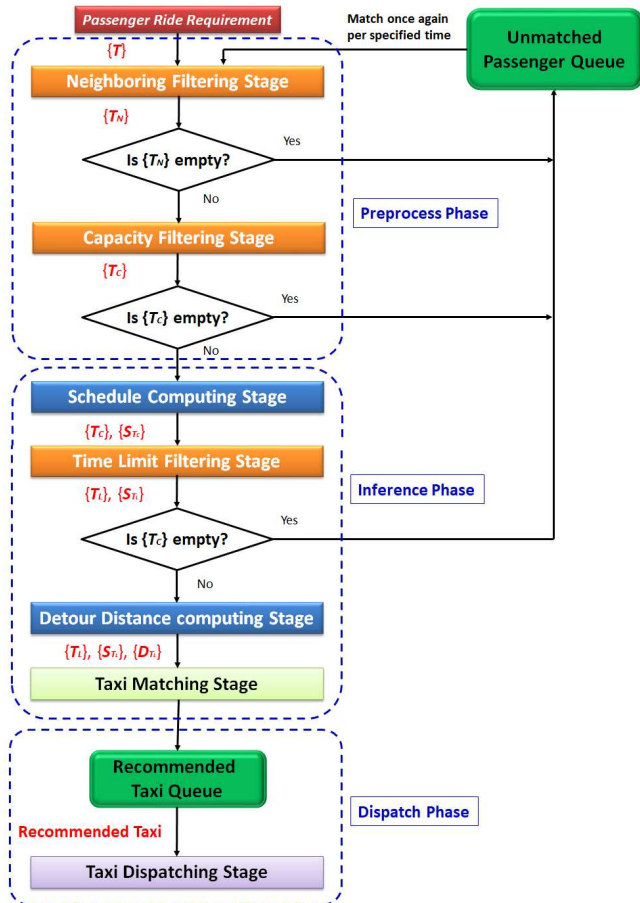 Passenger Ride Requirement
Match once again
per specified time
Unmatched
Passenger Queue
{T}
Neighboring Filtering Stage
{TN}
Is {TN} empty?
Yes
No
Preprocess Phase
Capacity Filtering Stage
{TC}
Is {TC} empty?
Yes
No
Schedule Computing Stage
{TC}, {STC}
Time Limit Filtering Stage
{TL}, {STL}
Inference Phase
Is {TC} empty?
Yes
No
Detour Distance computing Stage
{TL}, {STL}, {DTL}
Taxi Matching Stage
Recommended
Taxi Queue
Dispatch Phase
Recommended Taxi
Taxi Dispatching Stage